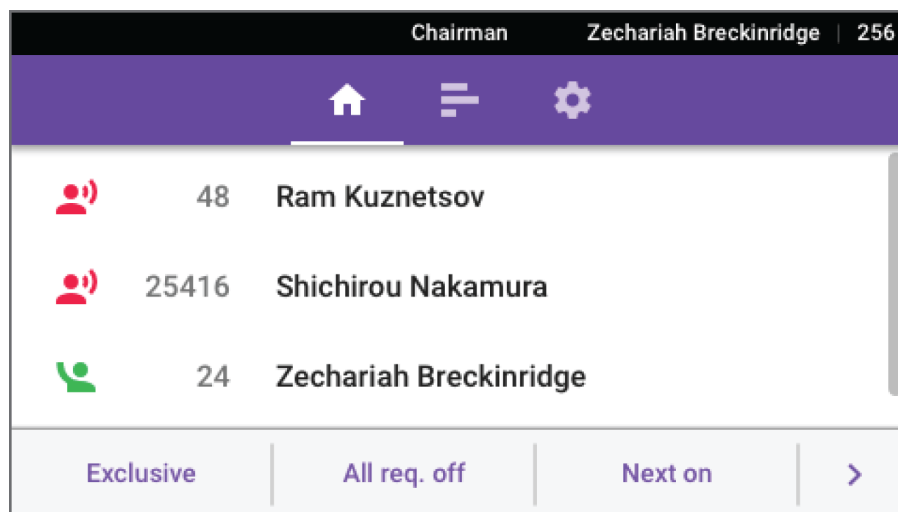 Chairman Zechariah Breckinridge | 256
48 Ram Kuznetsov
25416 Shichirou Nakamura
24 Zechariah Breckinridge
Exclusive All req. off Next on